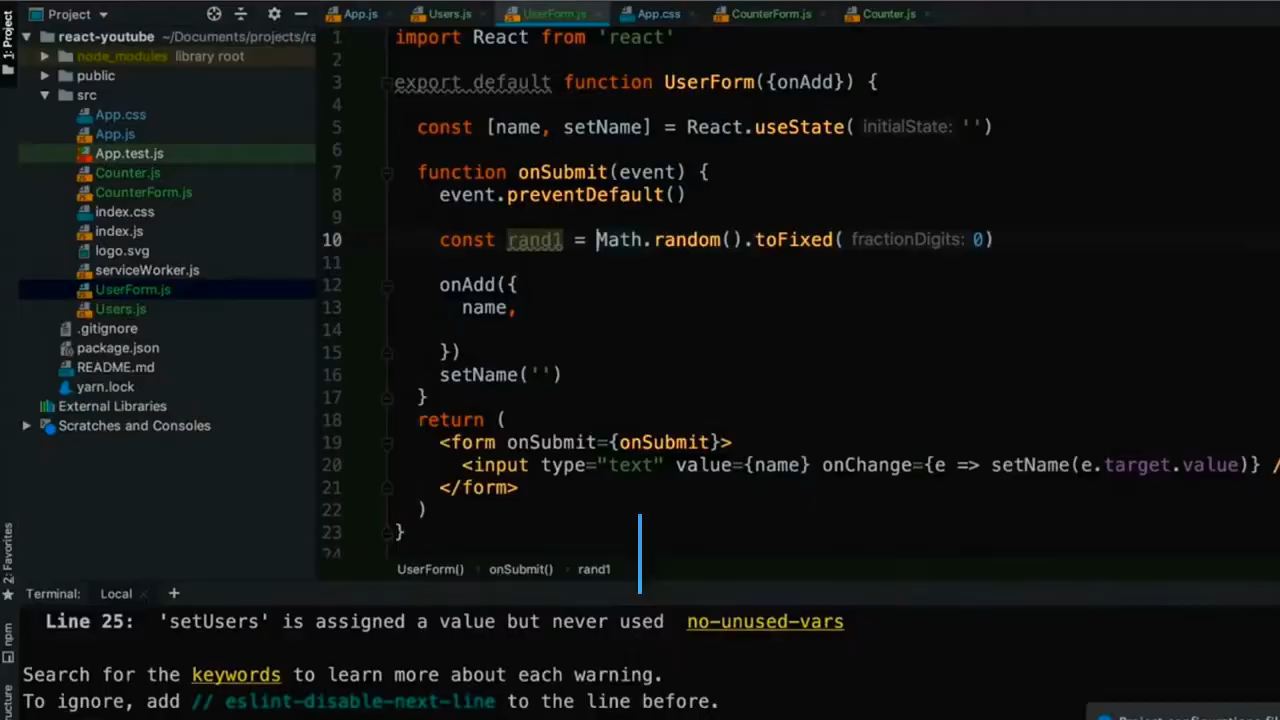 Project
App.js
Users.js
UserForm.js
App.css
CounterForm.js
Counter.js
1: Project
react-youtube ~/Documents/projects/ra
node_modules library root
public
src
App.css
App.js
App.test.js
Counter.js
CounterForm.js
index.css
index.js
logo.svg
serviceWorker.js
UserForm.js
Users.js
.gitignore
package.json
README.md
yarn.lock
External Libraries
Scratches and Consoles
1 import React from 'react'
2
3 export default function UserForm({onAdd}) {
4
5 const [name, setName] = React.useState( initialState: '')
6
7 function onSubmit(event) {
8 event.preventDefault()
9
10 const rand1 = Math.random().toFixed( fractionDigits: 0)
11
12 onAdd({
13 name,
14
15 })
16 setName('')
17 }
18 return (
19 <form onSubmit={onSubmit}>
20 <input type="text" value={name} onChange={e => setName(e.target.value)} /
21 </form>
22 )
23 }
24
UserForm() onSubmit() rand1
2: Favorites
npm
Terminal: Local +
Line 25: 'setUsers' is assigned a value but never used no-unused-vars
Search for the keywords to learn more about each warning.
To ignore, add // eslint-disable-next-line to the line before.